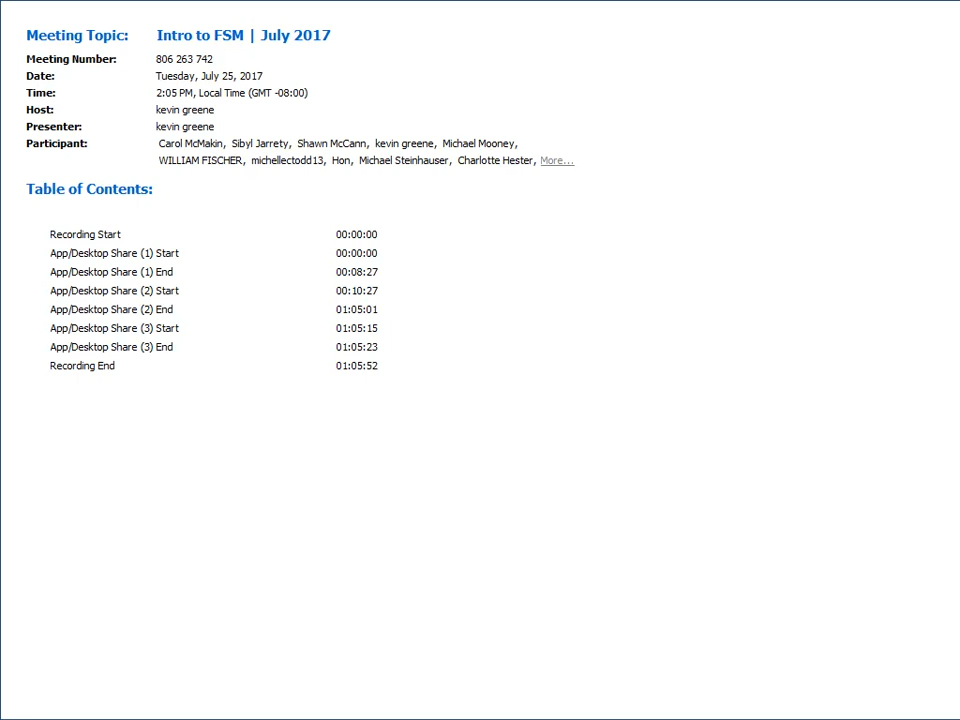 Meeting Topic: Intro to FSM | July 2017
Meeting Number: 806 263 742
Date: Tuesday, July 25, 2017
Time: 2:05 PM, Local Time (GMT -08:00)
Host: kevin greene
Presenter: kevin greene
Participant: Carol McMakin, Sibyl Jarrety, Shawn McCann, kevin greene, Michael Mooney,
WILLIAM FISCHER, michellectodd13, Hon, Michael Steinhauser, Charlotte Hester, More...
Table of Contents:
Recording Start 00:00:00
App/Desktop Share (1) Start 00:00:00
App/Desktop Share (1) End 00:08:27
App/Desktop Share (2) Start 00:10:27
App/Desktop Share (2) End 01:05:01
App/Desktop Share (3) Start 01:05:15
App/Desktop Share (3) End 01:05:23
Recording End 01:05:52